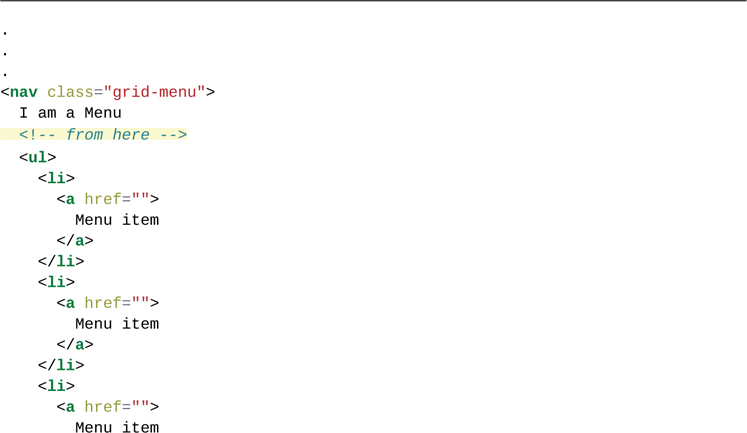 .
.
.
<nav class="grid-menu">
  I am a Menu
  <!-- from here -->
  <ul>
    <li>
      <a href="">
        Menu item
      </a>
    </li>
    <li>
      <a href="">
        Menu item
      </a>
    </li>
    <li>
      <a href="">
        Menu item